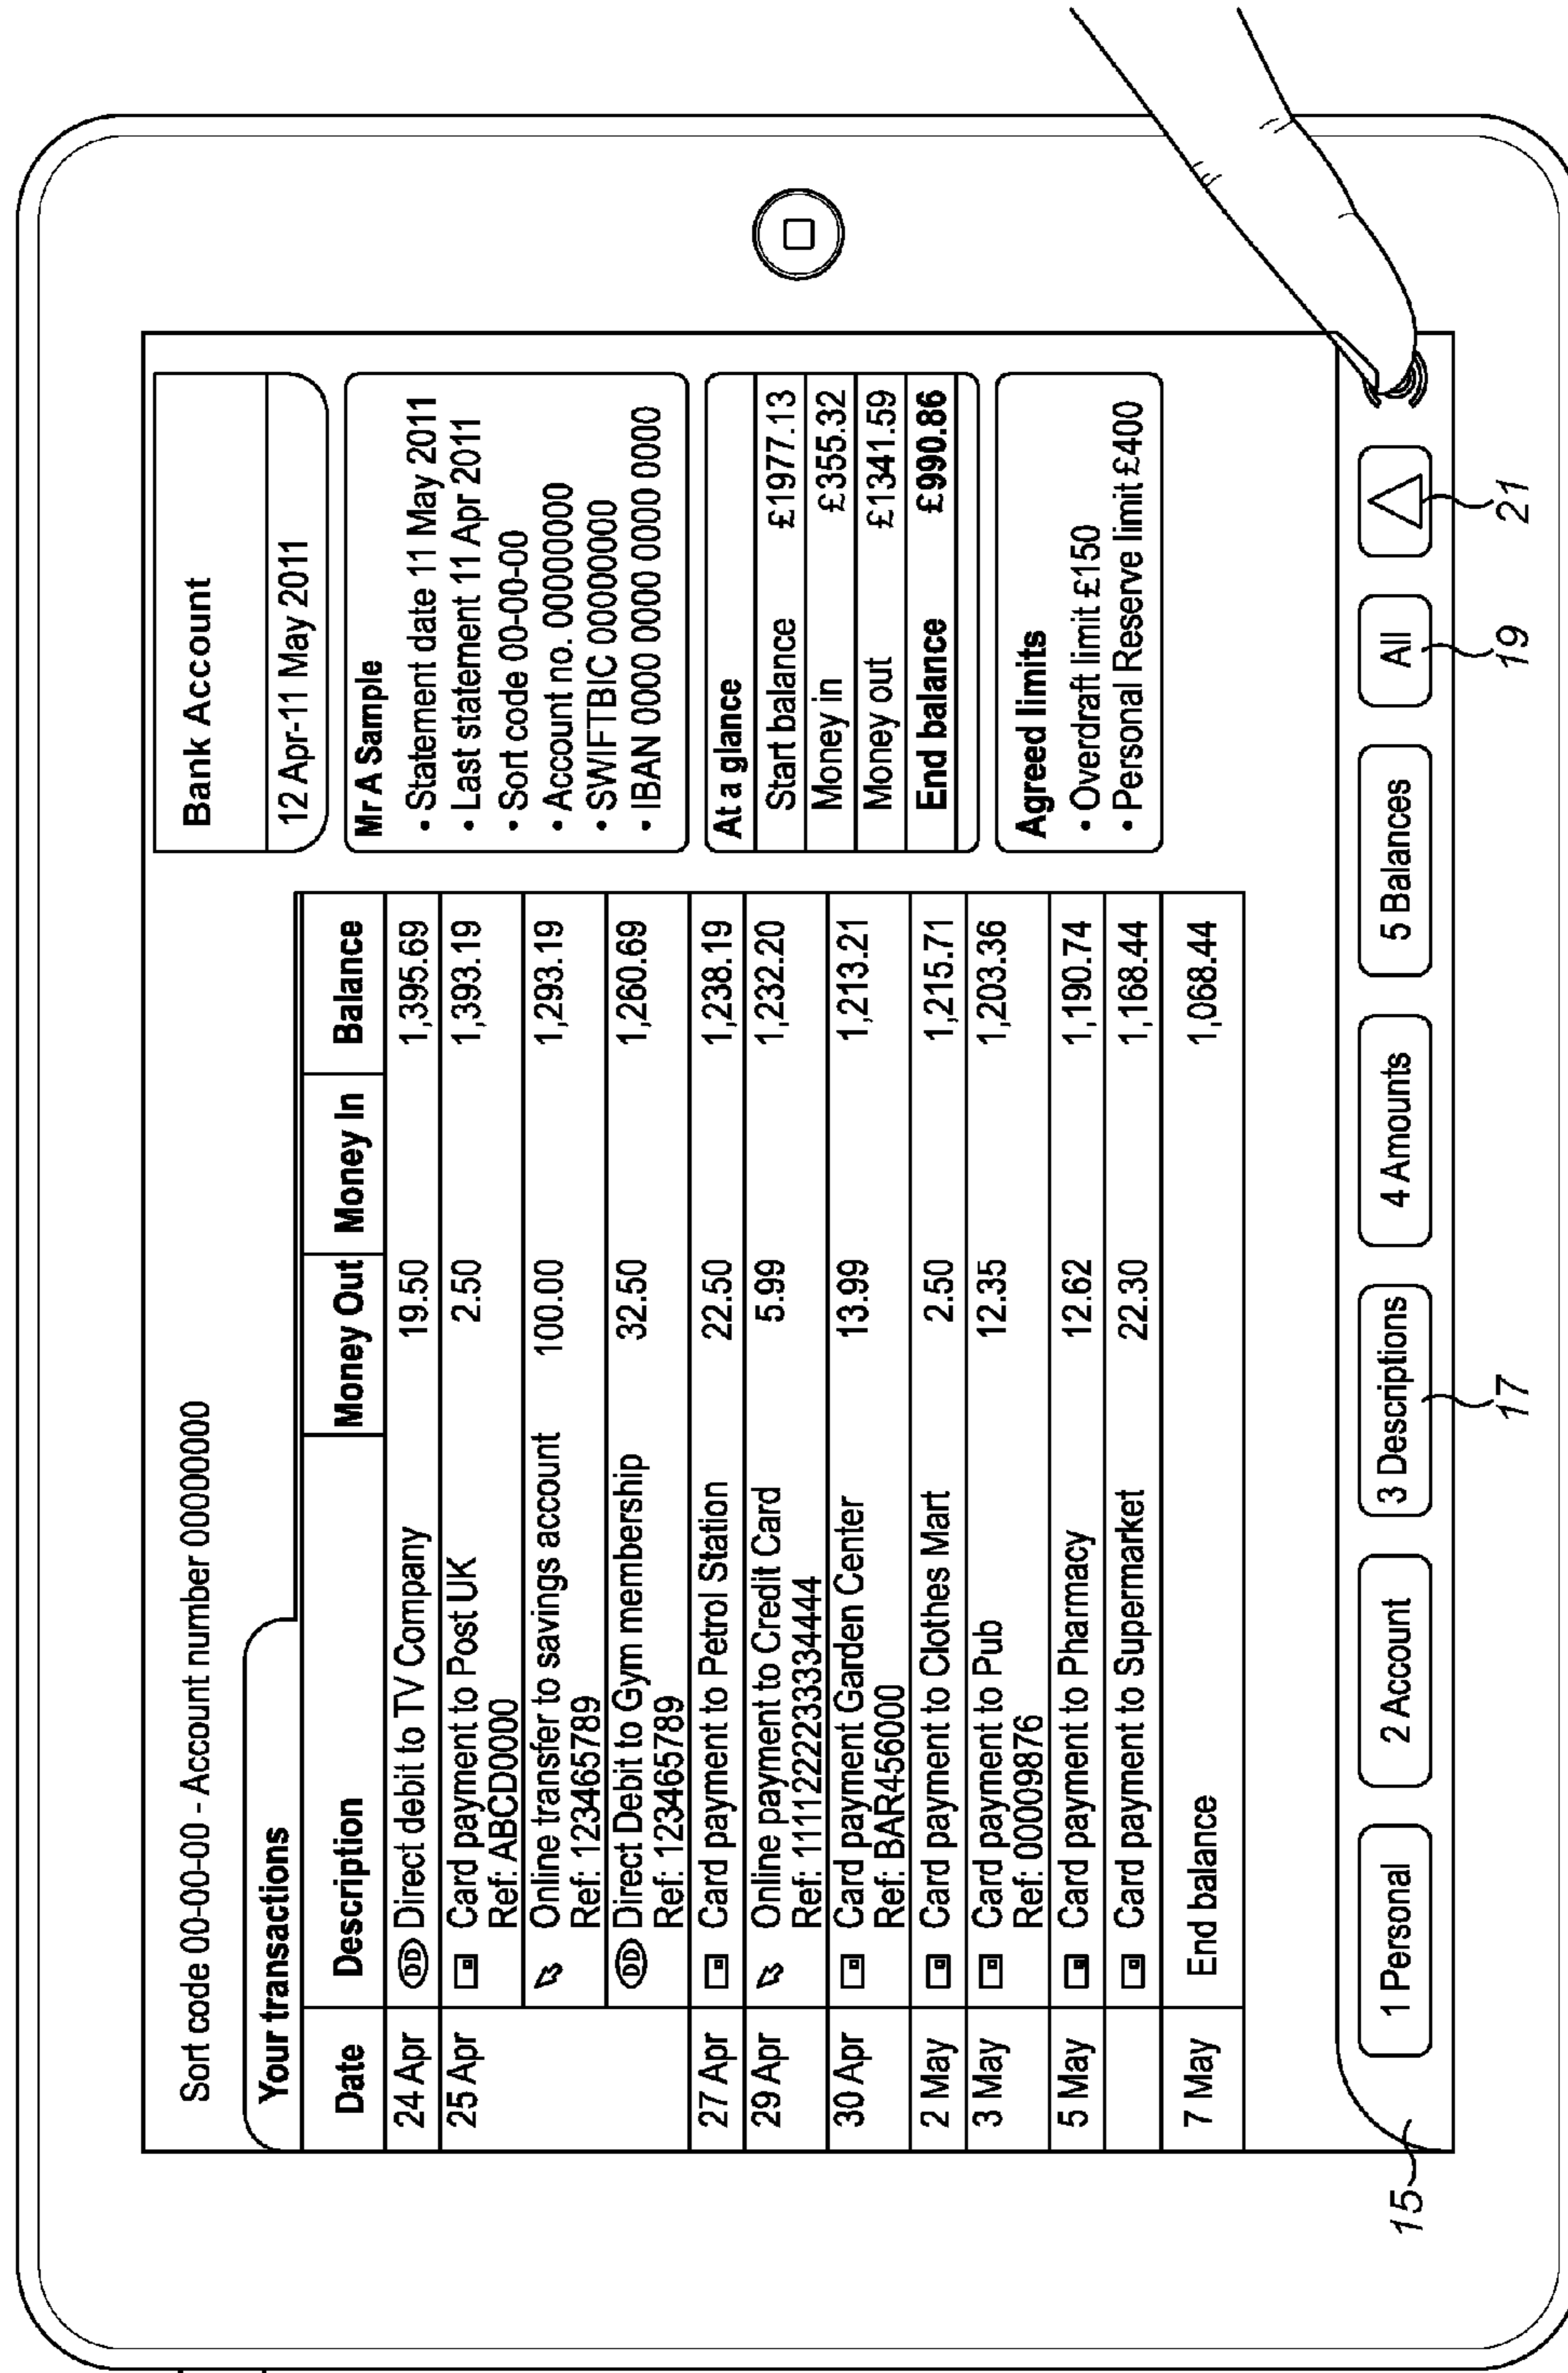 Sort code 00-00-00 - Account number 00000000
Your transactions
Date Description Money Out Money In Balance
24 Apr DD Direct debit to TV Company 19.50 1,395.69
25 Apr Card payment to Post UK 2.50 1,393.19
Ref: ABCD0000
Online transfer to savings account 100.00 1,293.19
Ref: 123465789
DD Direct Debit to Gym membership 32.50 1,260.69
Ref: 123465789
27 Apr Card payment to Petrol Station 22.50 1,238.19
29 Apr Online payment to Credit Card 5.99 1,232.20
Ref: 1111222233334444
30 Apr Card payment Garden Center 13.99 1,213.21
Ref: BAR456000
2 May Card payment to Clothes Mart 2.50 1,215.71
3 May Card payment to Pub 12.35 1,203.36
Ref: 00009876
5 May Card payment to Pharmacy 12.62 1,190.74
Card payment to Supermarket 22.30 1,168.44
7 May End balance 1,068.44
Bank Account
12 Apr-11 May 2011
Mr A Sample
• Statement date 11 May 2011
• Last statement 11 Apr 2011
• Sort code 00-00-00
• Account no. 00000000
• SWIFTBIC 00000000
• IBAN 0000 0000 0000 0000
At a glance
Start balance £1977.13
Money in £355.32
Money out £1341.59
End balance £990.86
Agreed limits
• Overdraft limit £150
• Personal Reserve limit £400
1 Personal 2 Account 3 Descriptions 4 Amounts 5 Balances All
15 17 19 21